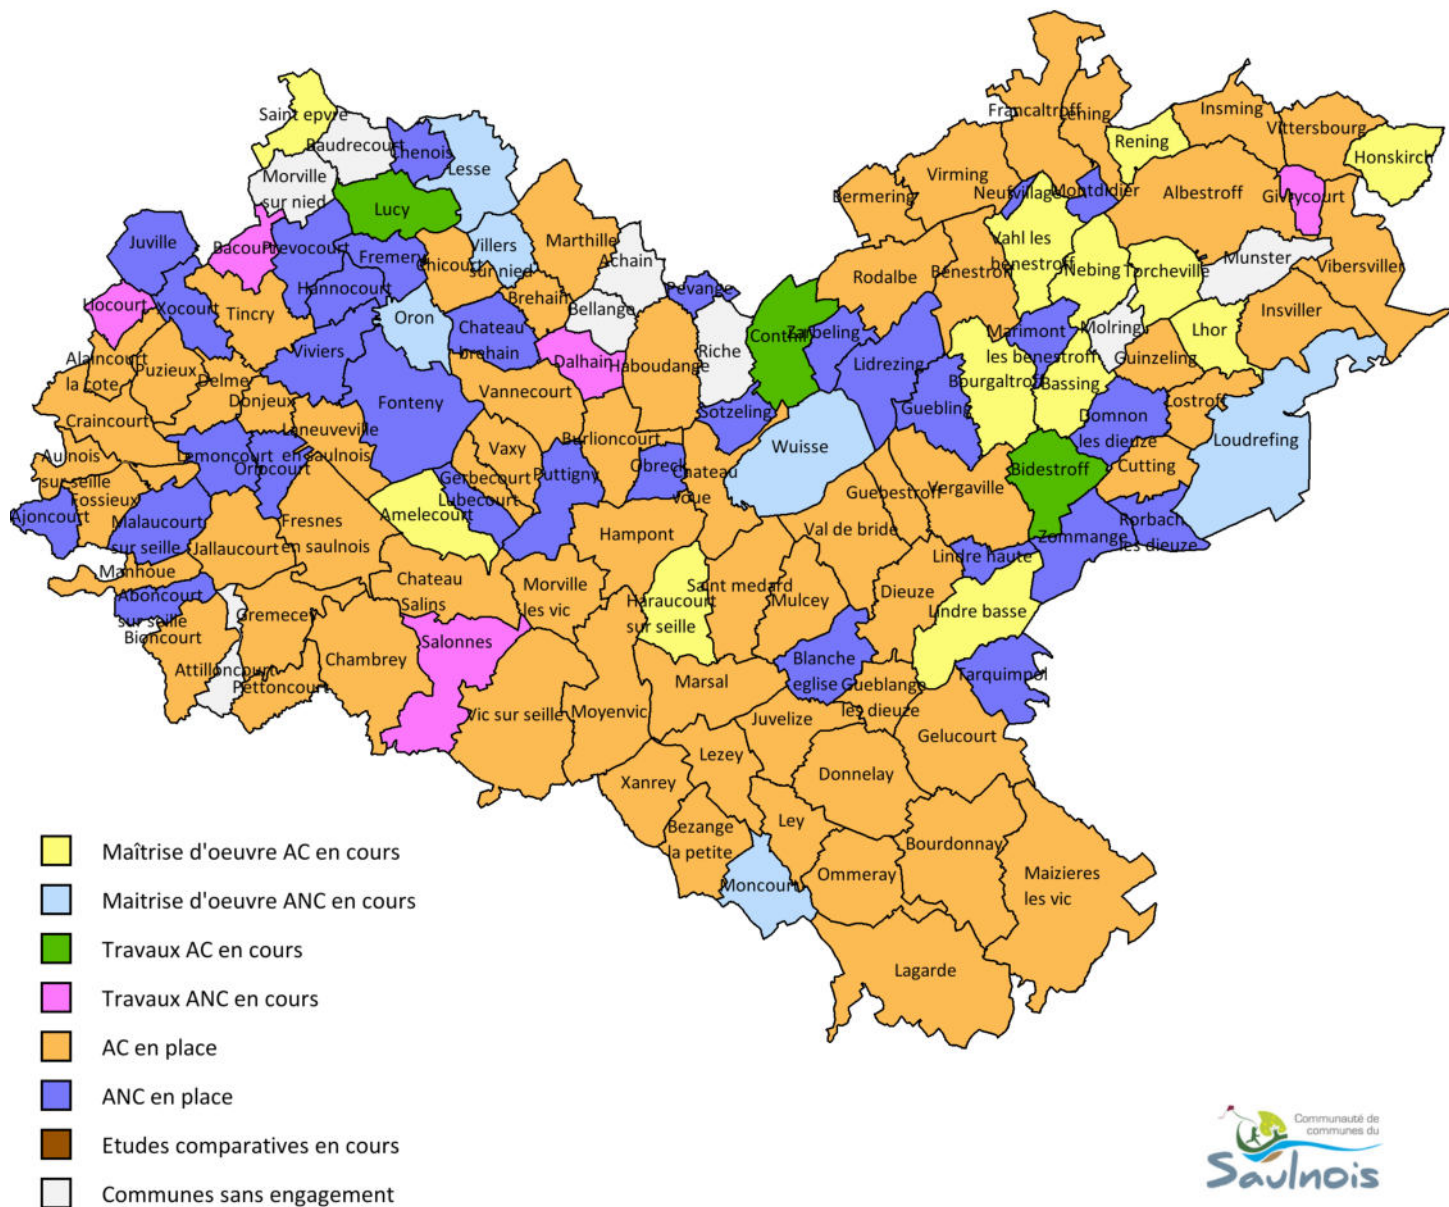 Saint epvre
Baudrecourt
Chenois
Lesse
Morville
sur nied
Lucy
Juville
Bacourt
Prevocourt
Fremery
Chicourt
Villers
sur nied
Marthille
Achain
Hannocourt
Liocourt
Xocourt
Tincry
Oron
Chateau
brehain
Brehain
Bellange
Pevange
Viviers
Dalhain
Haboudange
Riche
Conthil
Zarbeling
Alaincourt
la cote
Puzieux
Delme
Donjeux
Fonteny
Vannecourt
Sotzeling
Craincourt
Laneuveville
en saulnois
Burlioncourt
Aulnois
sur seille
Lemoncourt
Oriocourt
Vaxy
Gerbecourt
Puttigny
Obreck
Chateau
voue
Wuisse
Fossieux
Ajoncourt
Malaucourt
sur seille
Jallaucourt
Fresnes
en saulnois
Amelecourt
Lubecourt
Hampont
Manhoue
Aboncourt
sur seille
Bioncourt
Gremecey
Chateau
Salins
Morville
les vic
Haraucourt
sur seille
Saint medard
Mulcey
Val de bride
Guebestroff
Vergaville
Attilloncourt
Pettoncourt
Chambrey
Salonnes
Vic sur seille
Moyenvic
Marsal
Blanche
eglise
Dieuze
Gueblange
les dieuze
Lindre haute
Lindre basse
Tarquimpol
Zommange
Rorbach
les dieuze
Juvelize
Lezey
Xanrey
Donnelay
Gelucourt
Bezange
la petite
Ley
Moncourt
Ommeray
Bourdonnay
Maizieres
les vic
Lagarde
Francaltroff
Lening
Insming
Vittersbourg
Rening
Honskirch
Virming
Bermering
Neufvillage
Montdidier
Albestroff
Givrycourt
Vahl les
benestroff
Nebing
Torcheville
Munster
Vibersviller
Rodalbe
Benestroff
Lidrezing
Marimont
les benestroff
Molring
Lhor
Insviller
Guinzeling
Bourgaltroff
Bassing
Guebling
Domnon
les dieuze
Lostroff
Loudrefing
Bidestroff
Cutting
Maîtrise d'oeuvre AC en cours
Maitrise d'oeuvre ANC en cours
Travaux AC en cours
Travaux ANC en cours
AC en place
ANC en place
Etudes comparatives en cours
Communes sans engagement
Communauté de
communes du
Saulnois